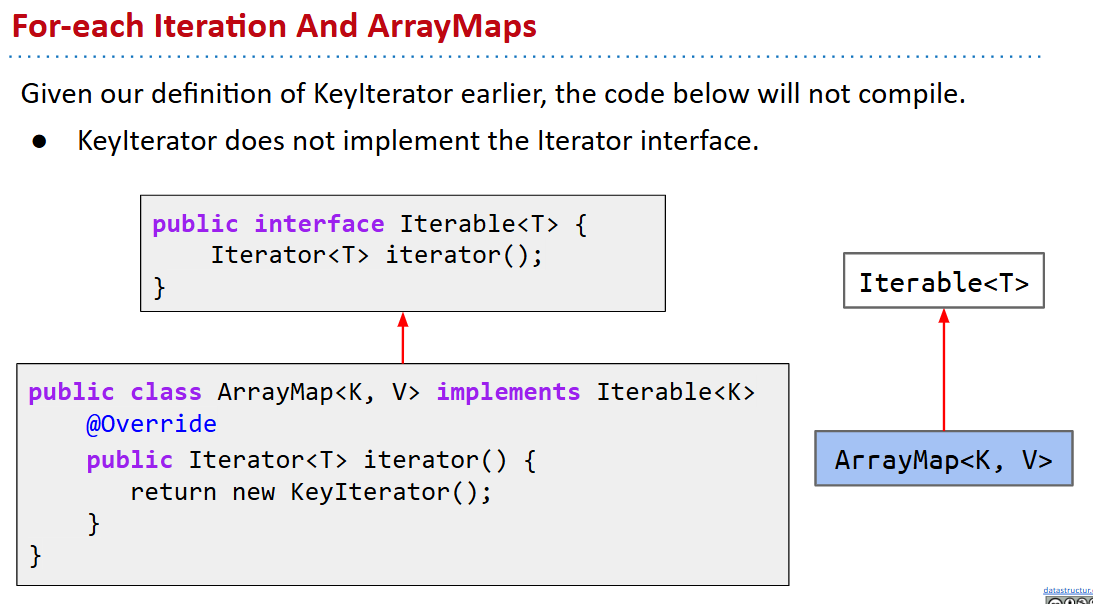 For-each Iteration And ArrayMaps
Given our definition of KeyIterator earlier, the code below will not compile.
● KeyIterator does not implement the Iterator interface.
public interface Iterable<T> {
    Iterator<T> iterator();
}
Iterable<T>
public class ArrayMap<K, V> implements Iterable<K>
    @Override
    public Iterator<T> iterator() {
       return new KeyIterator();
    }
}
ArrayMap<K, V>
datastructur.